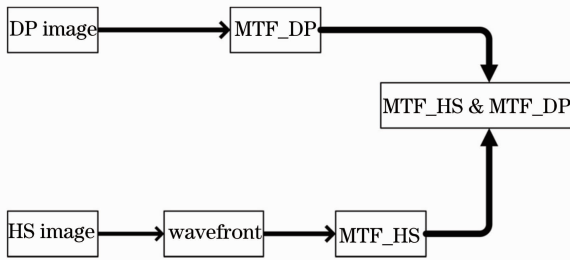 DP image
MTF_DP
MTF_HS & MTF_DP
HS image
wavefront
MTF_HS